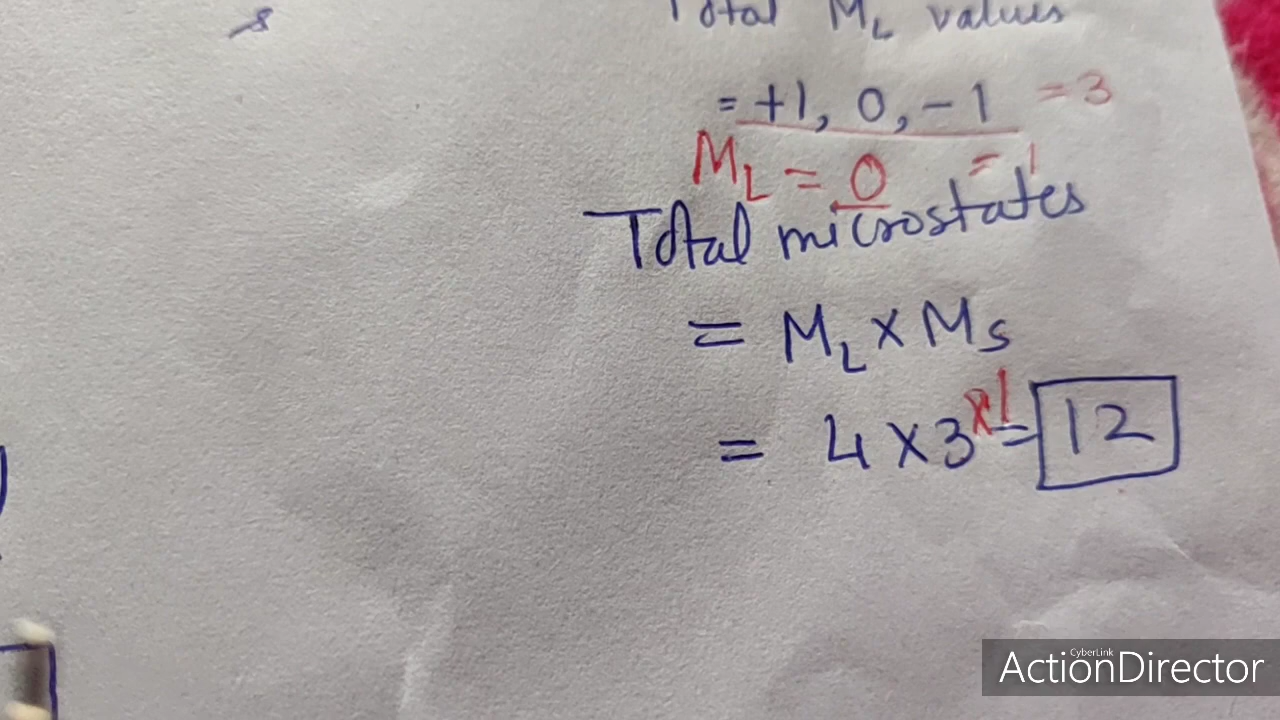 Total ML values
= +1, 0, -1 = 3
ML = 0 = 1
Total microstates
= ML × Ms
= 4 × 3 × 1 = 12
CyberLink
ActionDirector